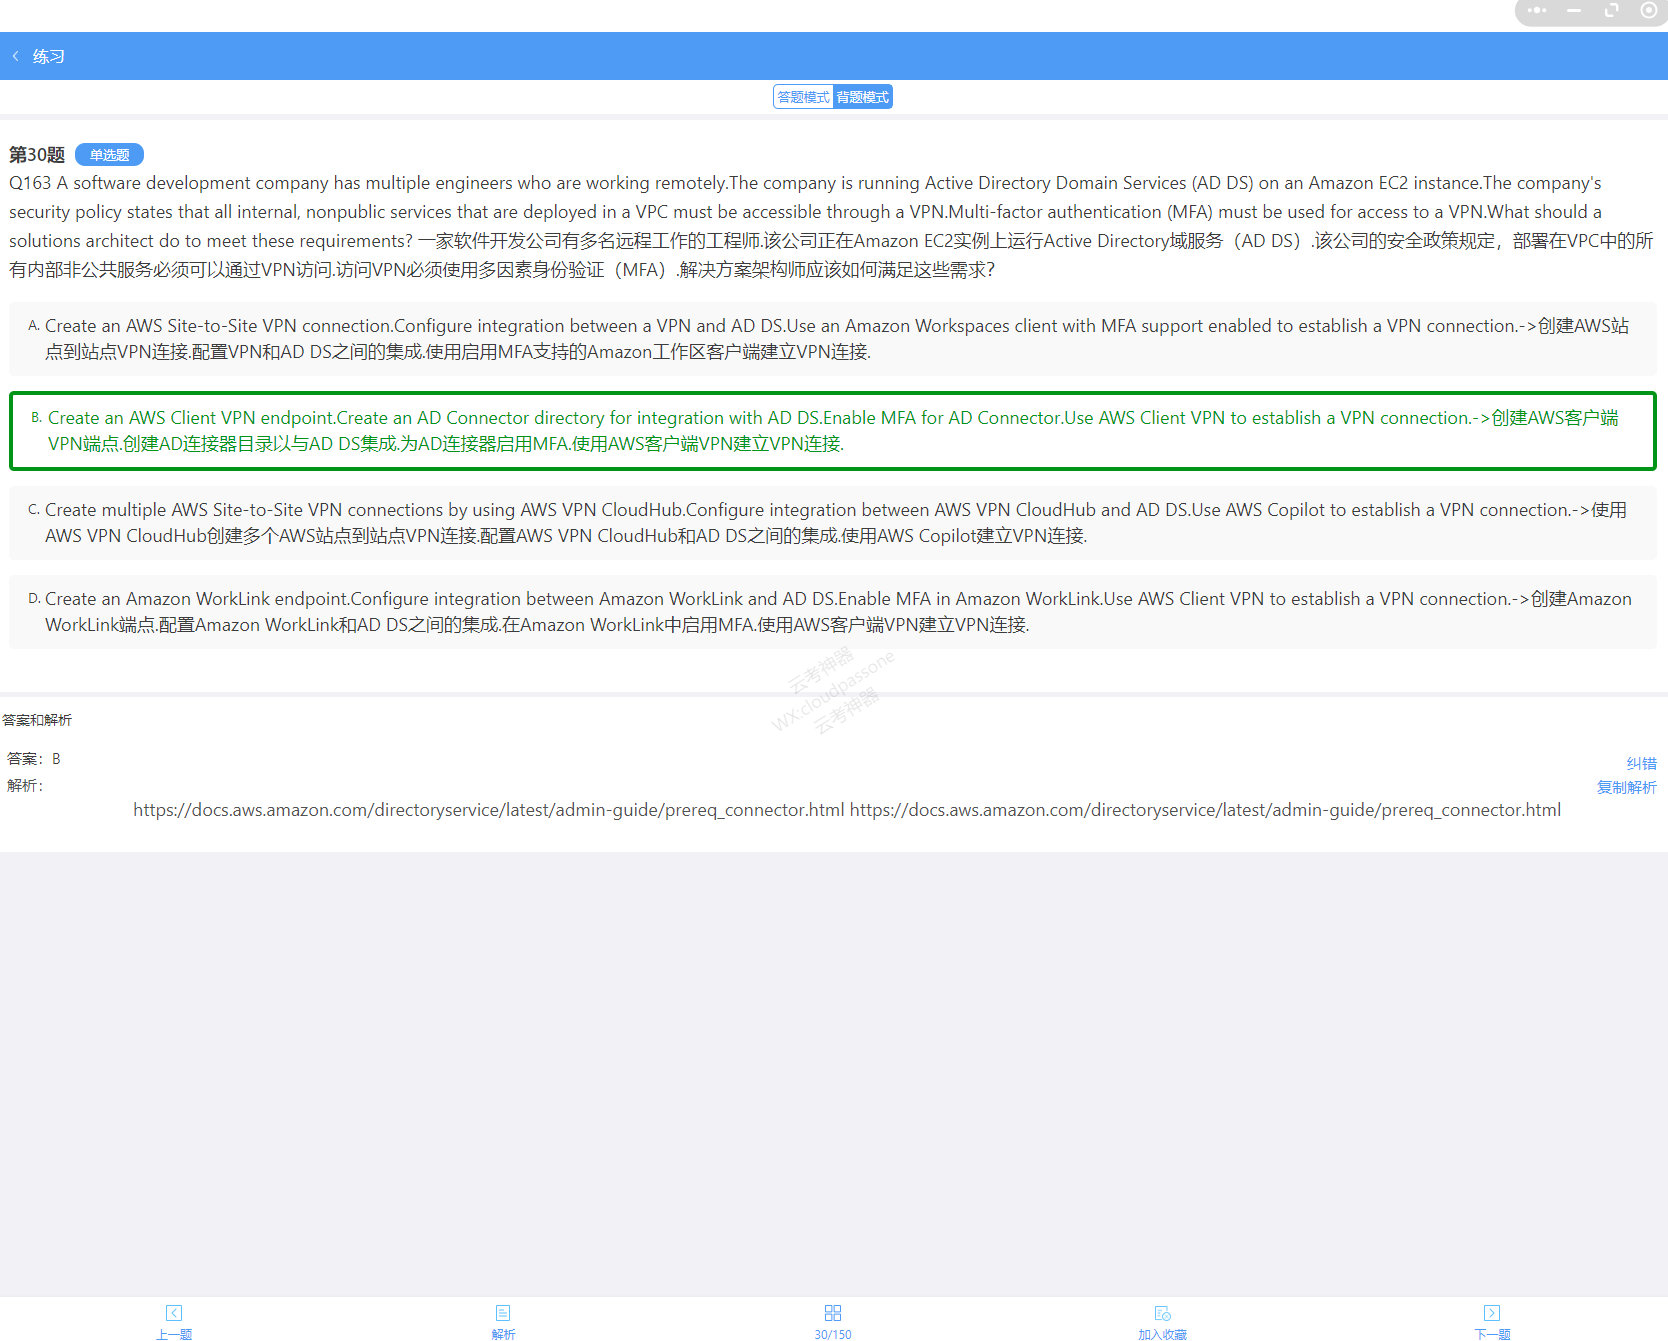 练习
答题模式 背题模式
第30题 单选题
Q163 A software development company has multiple engineers who are working remotely.The company is running Active Directory Domain Services (AD DS) on an Amazon EC2 instance.The company's
security policy states that all internal, nonpublic services that are deployed in a VPC must be accessible through a VPN.Multi-factor authentication (MFA) must be used for access to a VPN.What should a
solutions architect do to meet these requirements? 一家软件开发公司有多名远程工作的工程师.该公司正在Amazon EC2实例上运行Active Directory域服务（AD DS）.该公司的安全政策规定，部署在VPC中的所
有内部非公共服务必须可以通过VPN访问.访问VPN必须使用多因素身份验证（MFA）.解决方案架构师应该如何满足这些需求？
A. Create an AWS Site-to-Site VPN connection.Configure integration between a VPN and AD DS.Use an Amazon Workspaces client with MFA support enabled to establish a VPN connection.->创建AWS站
点到站点VPN连接.配置VPN和AD DS之间的集成.使用启用MFA支持的Amazon工作区客户端建立VPN连接.
B. Create an AWS Client VPN endpoint.Create an AD Connector directory for integration with AD DS.Enable MFA for AD Connector.Use AWS Client VPN to establish a VPN connection.->创建AWS客户端
VPN端点.创建AD连接器目录以与AD DS集成.为AD连接器启用MFA.使用AWS客户端VPN建立VPN连接.
C. Create multiple AWS Site-to-Site VPN connections by using AWS VPN CloudHub.Configure integration between AWS VPN CloudHub and AD DS.Use AWS Copilot to establish a VPN connection.->使用
AWS VPN CloudHub创建多个AWS站点到站点VPN连接.配置AWS VPN CloudHub和AD DS之间的集成.使用AWS Copilot建立VPN连接.
D. Create an Amazon WorkLink endpoint.Configure integration between Amazon WorkLink and AD DS.Enable MFA in Amazon WorkLink.Use AWS Client VPN to establish a VPN connection.->创建Amazon
WorkLink端点.配置Amazon WorkLink和AD DS之间的集成.在Amazon WorkLink中启用MFA.使用AWS客户端VPN建立VPN连接.
云考神器
WX:cloudpassone
云考神器
答案和解析
答案：B
纠错
解析：
复制解析
https://docs.aws.amazon.com/directoryservice/latest/admin-guide/prereq_connector.html https://docs.aws.amazon.com/directoryservice/latest/admin-guide/prereq_connector.html
上一题 解析 30/150 加入收藏 下一题